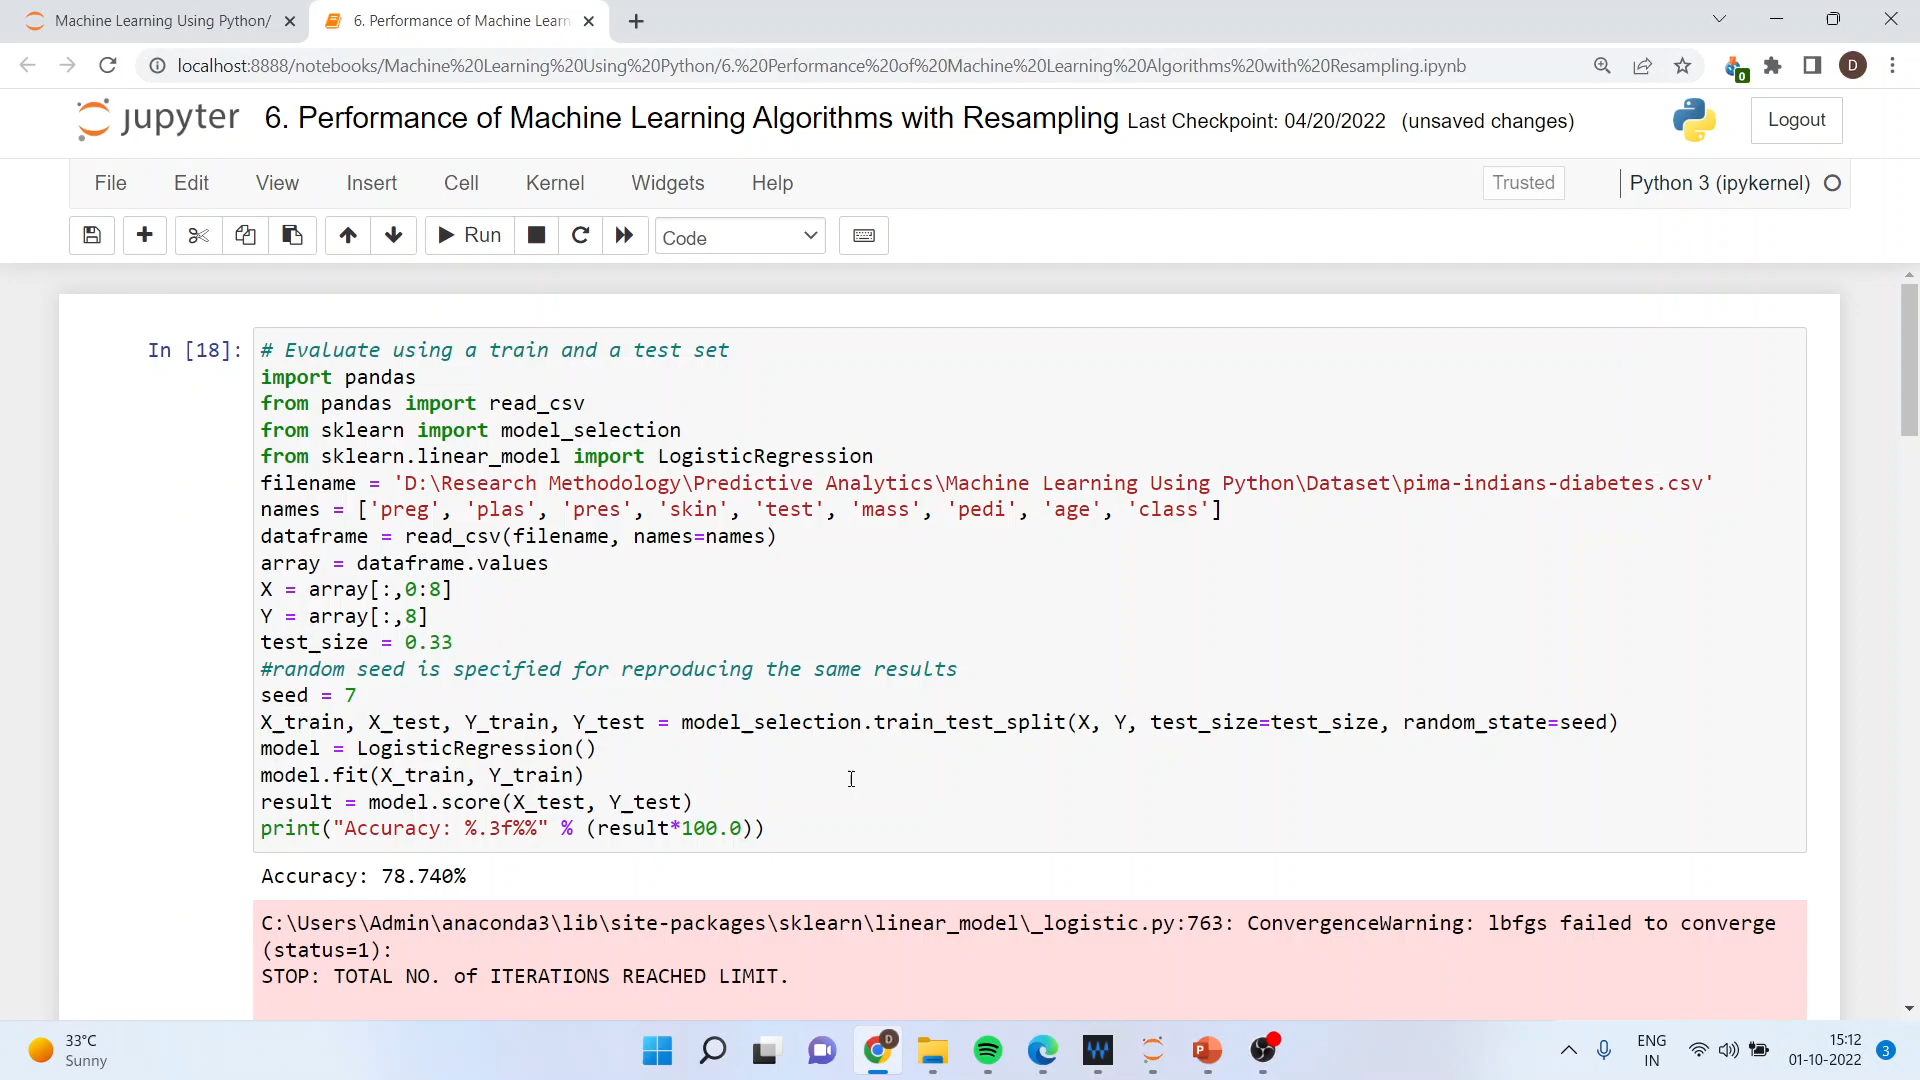 Machine Learning Using Python/
6. Performance of Machine Learn
localhost:8888/notebooks/Machine%20Learning%20Using%20Python/6.%20Performance%20of%20Machine%20Learning%20Algorithms%20with%20Resampling.ipynb
0
D
jupyter 6. Performance of Machine Learning Algorithms with Resampling Last Checkpoint: 04/20/2022 (unsaved changes)
Logout
File Edit View Insert Cell Kernel Widgets Help
Trusted
Python 3 (ipykernel)
Run
Code
In [18]:
# Evaluate using a train and a test set
import pandas
from pandas import read_csv
from sklearn import model_selection
from sklearn.linear_model import LogisticRegression
filename = 'D:\Research Methodology\Predictive Analytics\Machine Learning Using Python\Dataset\pima-indians-diabetes.csv'
names = ['preg', 'plas', 'pres', 'skin', 'test', 'mass', 'pedi', 'age', 'class']
dataframe = read_csv(filename, names=names)
array = dataframe.values
X = array[:,0:8]
Y = array[:,8]
test_size = 0.33
#random seed is specified for reproducing the same results
seed = 7
X_train, X_test, Y_train, Y_test = model_selection.train_test_split(X, Y, test_size=test_size, random_state=seed)
model = LogisticRegression()
model.fit(X_train, Y_train)
result = model.score(X_test, Y_test)
print("Accuracy: %.3f%%" % (result*100.0))
Accuracy: 78.740%
C:\Users\Admin\anaconda3\lib\site-packages\sklearn\linear_model\_logistic.py:763: ConvergenceWarning: lbfgs failed to converge
(status=1):
STOP: TOTAL NO. of ITERATIONS REACHED LIMIT.
33°C
Sunny
D
ENG
IN
15:12
01-10-2022
3